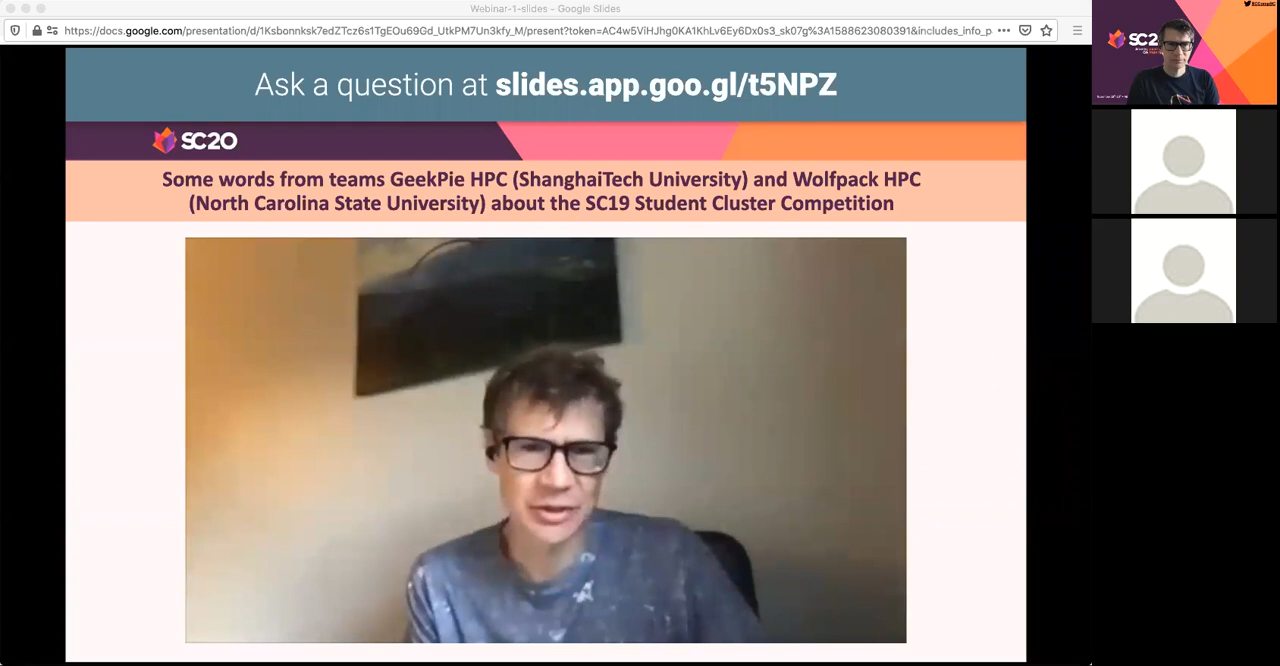 Webinar-1-slides - Google Slides
https://docs.google.com/presentation/d/1Ksbonnksk7edZTcz6s1TgEOu69Gd_UtkPM7Un3kfy_M/present?token=AC4w5ViHJhg0KA1KhLv6Ey6Dx0s3_sk07g%3A1588623080391&includes_info_p
Ask a question at slides.app.goo.gl/t5NPZ
SC20
Some words from teams GeekPie HPC (ShanghaiTech University) and Wolfpack HPC
(North Carolina State University) about the SC19 Student Cluster Competition
SC2